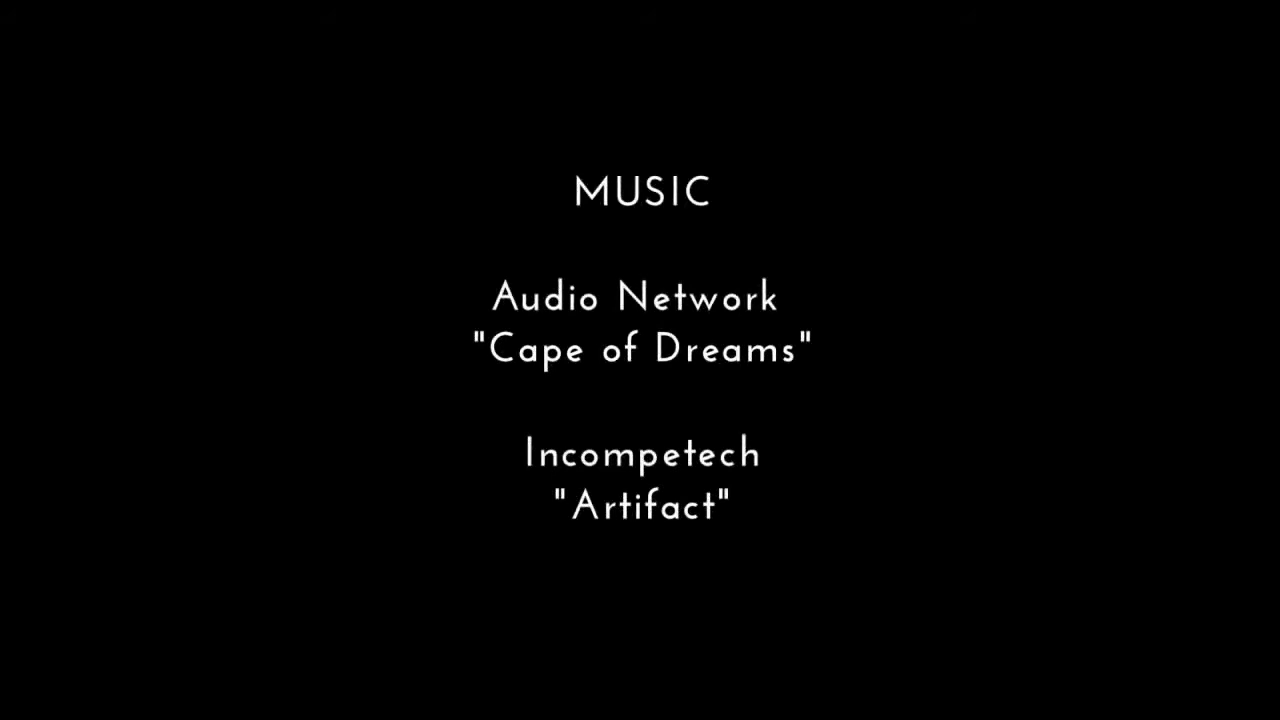 MUSIC
Audio Network
"Cape of Dreams"
Incompetech
"Artifact"